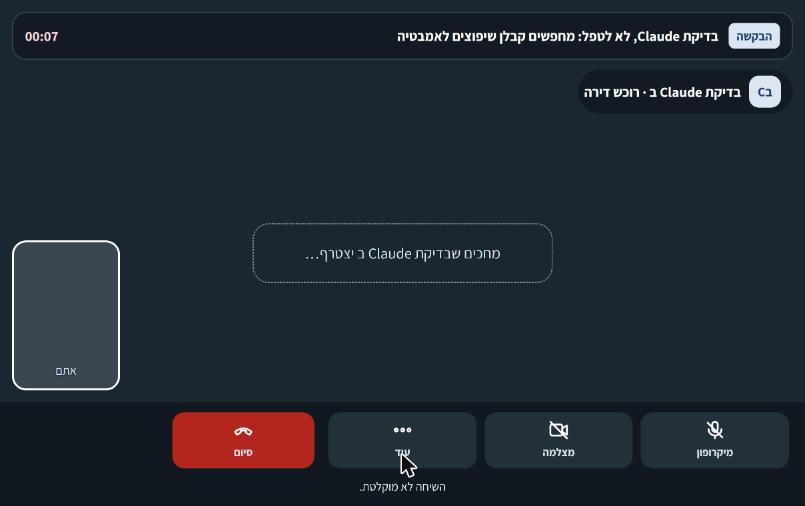 הבקשה
בדיקת Claude, לא לטפל: מחפשים קבלן שיפוצים לאמבטיה
00:07
בC
בדיקת Claude ב · רוכש דירה
מחכים שבדיקת Claude ב יצטרף...
אתם
מיקרופון
מצלמה
עוד
סיום
השיחה לא מוקלטת.